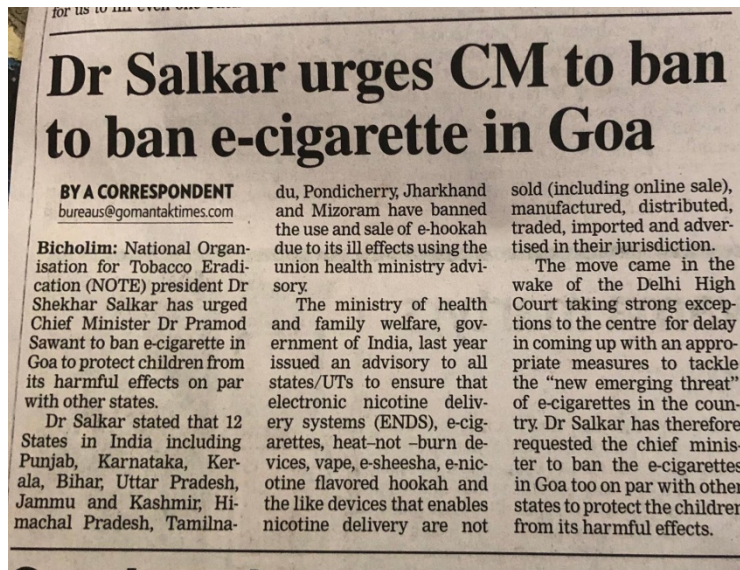 for us to
Dr Salkar urges CM to ban
to ban e-cigarette in Goa
BY A CORRESPONDENT
bureaus@gomantaktimes.com
Bicholim: National Organ-
isation for Tobacco Eradi-
cation (NOTE) president Dr
Shekhar Salkar has urged
Chief Minister Dr Pramod
Sawant to ban e-cigarette in
Goa to protect children from
its harmful effects on par
with other states.
Dr Salkar stated that 12
States in India including
Punjab, Karnataka, Ker-
ala, Bihar, Uttar Pradesh,
Jammu and Kashmir, Hi-
machal Pradesh, Tamilna-
du, Pondicherry, Jharkhand
and Mizoram have banned
the use and sale of e-hookah
due to its ill effects using the
union health ministry advi-
sory.
The ministry of health
and family welfare, gov-
ernment of India, last year
issued an advisory to all
states/UTs to ensure that
electronic nicotine deliv-
ery systems (ENDS), e-cig-
arettes, heat–not –burn de-
vices, vape, e-sheesha, e-nic-
otine flavored hookah and
the like devices that enables
nicotine delivery are not
sold (including online sale),
manufactured, distributed,
traded, imported and adver-
tised in their jurisdiction.
The move came in the
wake of the Delhi High
Court taking strong excep-
tions to the centre for delay
in coming up with an appro-
priate measures to tackle
the “new emerging threat”
of e-cigarettes in the coun-
try. Dr Salkar has therefore
requested the chief minis-
ter to ban the e-cigarettes
in Goa too on par with other
states to protect the children
from its harmful effects.